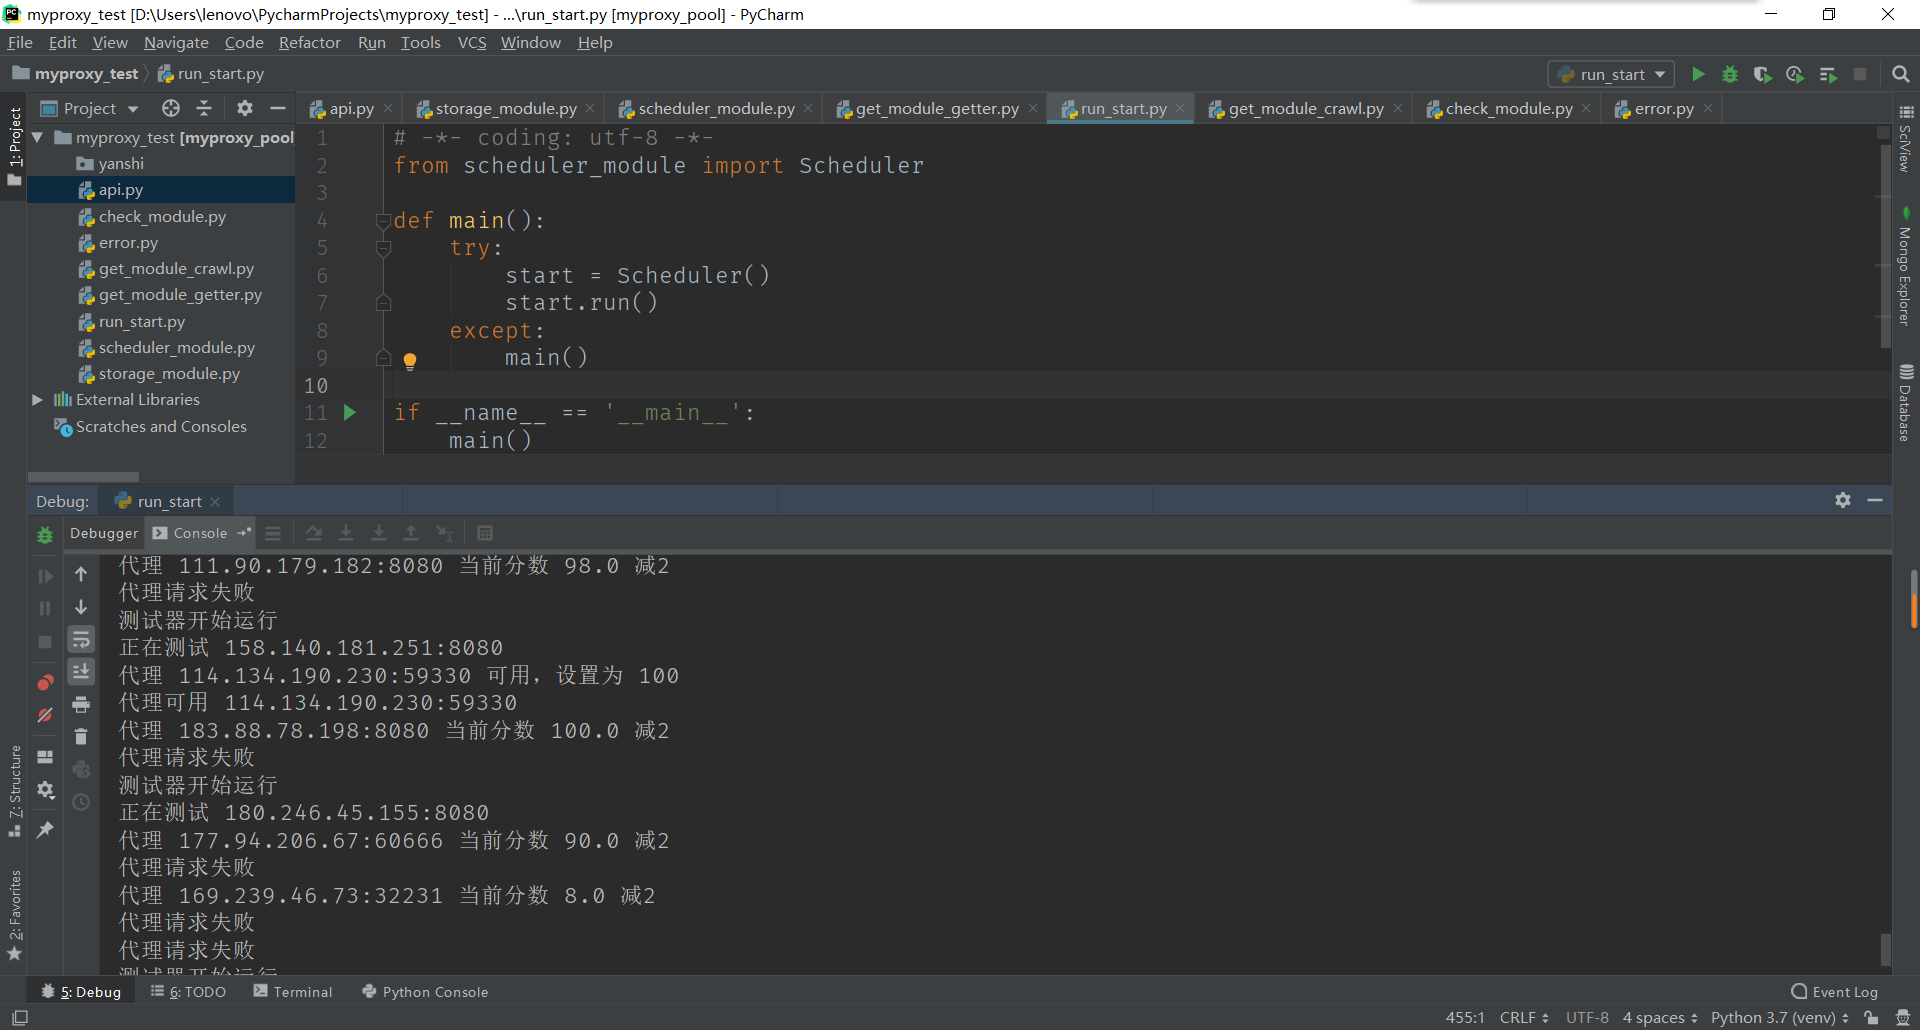 myproxy_test [D:\Users\lenovo\PycharmProjects\myproxy_test] - ...\run_start.py [myproxy_pool] - PyCharm
File Edit View Navigate Code Refactor Run Tools VCS Window Help
myproxy_test run_start.py
run_start
1: Project
Project
api.py storage_module.py scheduler_module.py get_module_getter.py run_start.py get_module_crawl.py check_module.py error.py
myproxy_test [myproxy_pool
yanshi
api.py
check_module.py
error.py
get_module_crawl.py
get_module_getter.py
run_start.py
scheduler_module.py
storage_module.py
External Libraries
Scratches and Consoles
1 # -*- coding: utf-8 -*-
2 from scheduler_module import Scheduler
3
4 def main():
5 try:
6 start = Scheduler()
7 start.run()
8 except:
9 main()
10
11 if __name__ == '__main__':
12 main()
SciView
Mongo Explorer
Database
Debug: run_start
Debugger Console
代理 111.90.179.182:8080 当前分数 98.0 减2
代理请求失败
测试器开始运行
正在测试 158.140.181.251:8080
代理 114.134.190.230:59330 可用，设置为 100
代理可用 114.134.190.230:59330
代理 183.88.78.198:8080 当前分数 100.0 减2
代理请求失败
测试器开始运行
正在测试 180.246.45.155:8080
代理 177.94.206.67:60666 当前分数 90.0 减2
代理请求失败
代理 169.239.46.73:32231 当前分数 8.0 减2
代理请求失败
代理请求失败
测试器开始运行
7: Structure
2: Favorites
5: Debug 6: TODO Terminal Python Console Event Log
455:1 CRLF UTF-8 4 spaces Python 3.7 (venv)